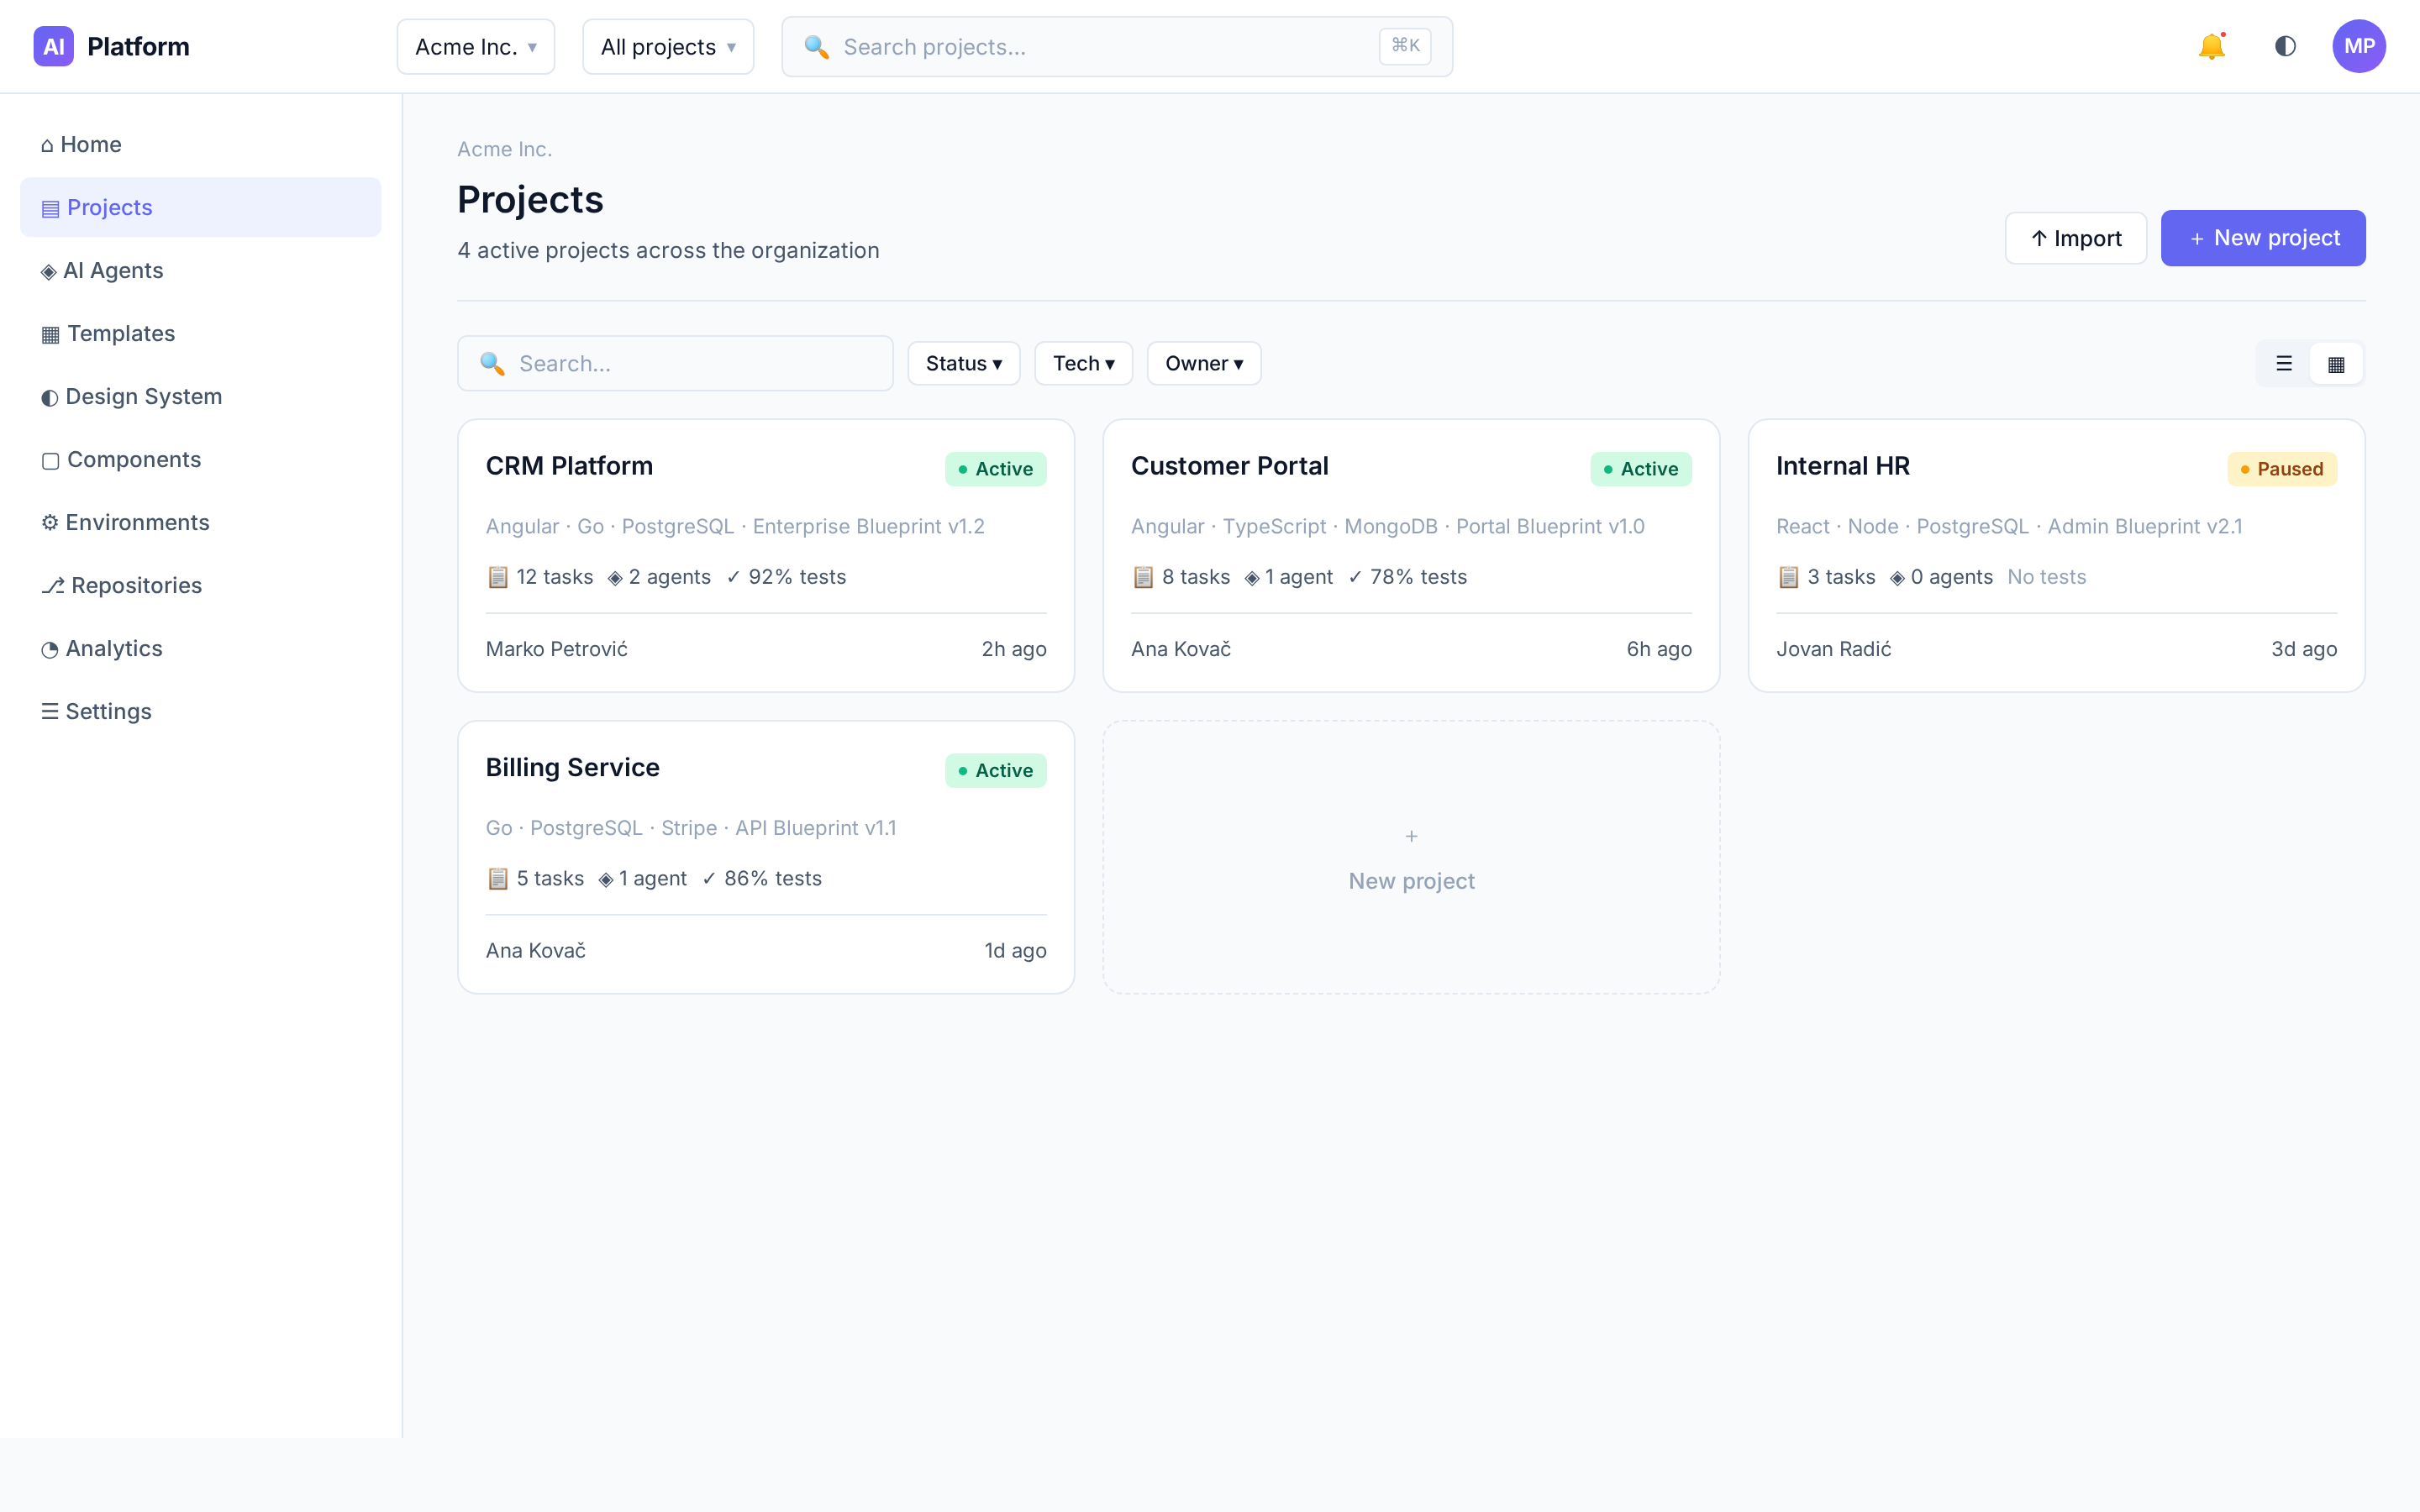 AI Platform
Acme Inc. ▾
All projects ▾
Search projects... ⌘K
MP
Home
Projects
AI Agents
Templates
Design System
Components
Environments
Repositories
Analytics
Settings
Acme Inc.
Projects
4 active projects across the organization
↑ Import
+ New project
Search...
Status ▾
Tech ▾
Owner ▾
CRM Platform
Active
Angular · Go · PostgreSQL · Enterprise Blueprint v1.2
12 tasks ◈ 2 agents ✓ 92% tests
Marko Petrović 2h ago
Customer Portal
Active
Angular · TypeScript · MongoDB · Portal Blueprint v1.0
8 tasks ◈ 1 agent ✓ 78% tests
Ana Kovač 6h ago
Internal HR
Paused
React · Node · PostgreSQL · Admin Blueprint v2.1
3 tasks ◈ 0 agents No tests
Jovan Radić 3d ago
Billing Service
Active
Go · PostgreSQL · Stripe · API Blueprint v1.1
5 tasks ◈ 1 agent ✓ 86% tests
Ana Kovač 1d ago
+
New project